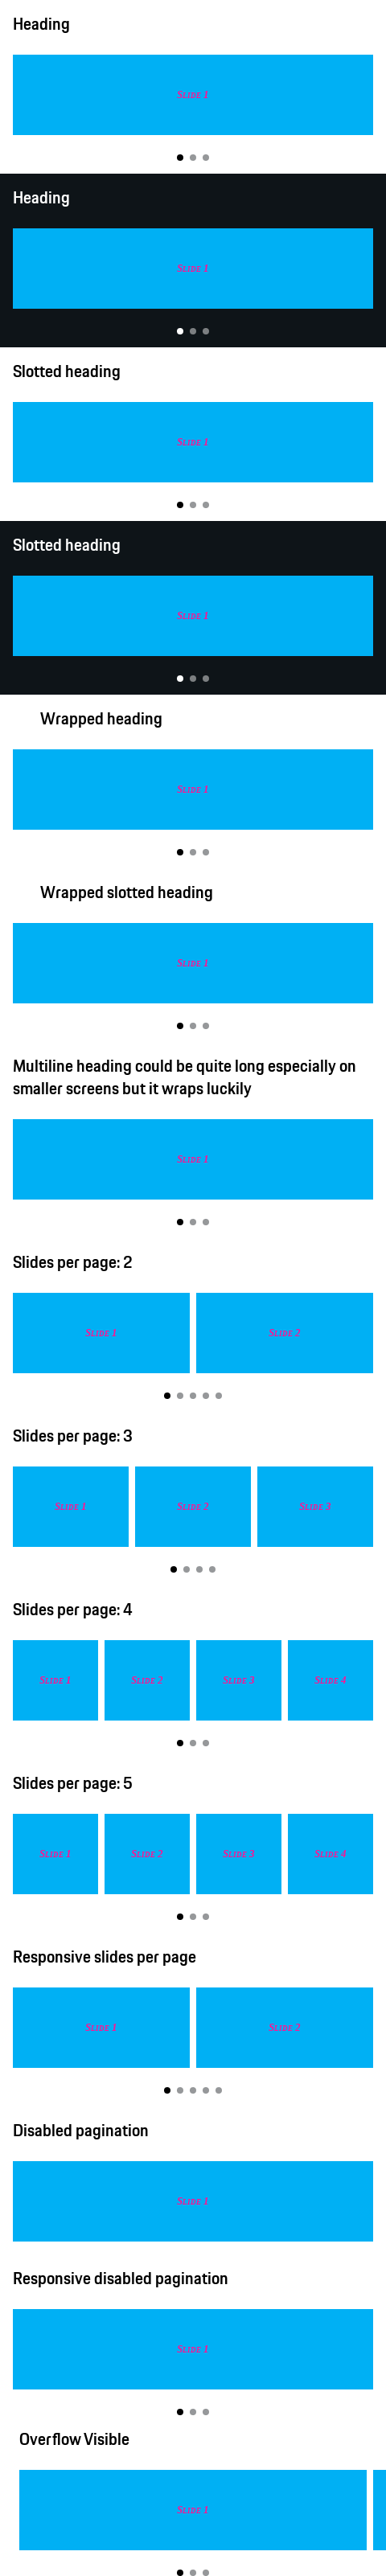 Heading
Slide 1
Heading
Slide 1
Slotted heading
Slide 1
Slotted heading
Slide 1
Wrapped heading
Slide 1
Wrapped slotted heading
Slide 1
Multiline heading could be quite long especially on
smaller screens but it wraps luckily
Slide 1
Slides per page: 2
Slide 1 Slide 2
Slides per page: 3
Slide 1 Slide 2 Slide 3
Slides per page: 4
Slide 1 Slide 2 Slide 3 Slide 4
Slides per page: 5
Slide 1 Slide 2 Slide 3 Slide 4
Responsive slides per page
Slide 1 Slide 2
Disabled pagination
Slide 1
Responsive disabled pagination
Slide 1
Overflow Visible
Slide 1